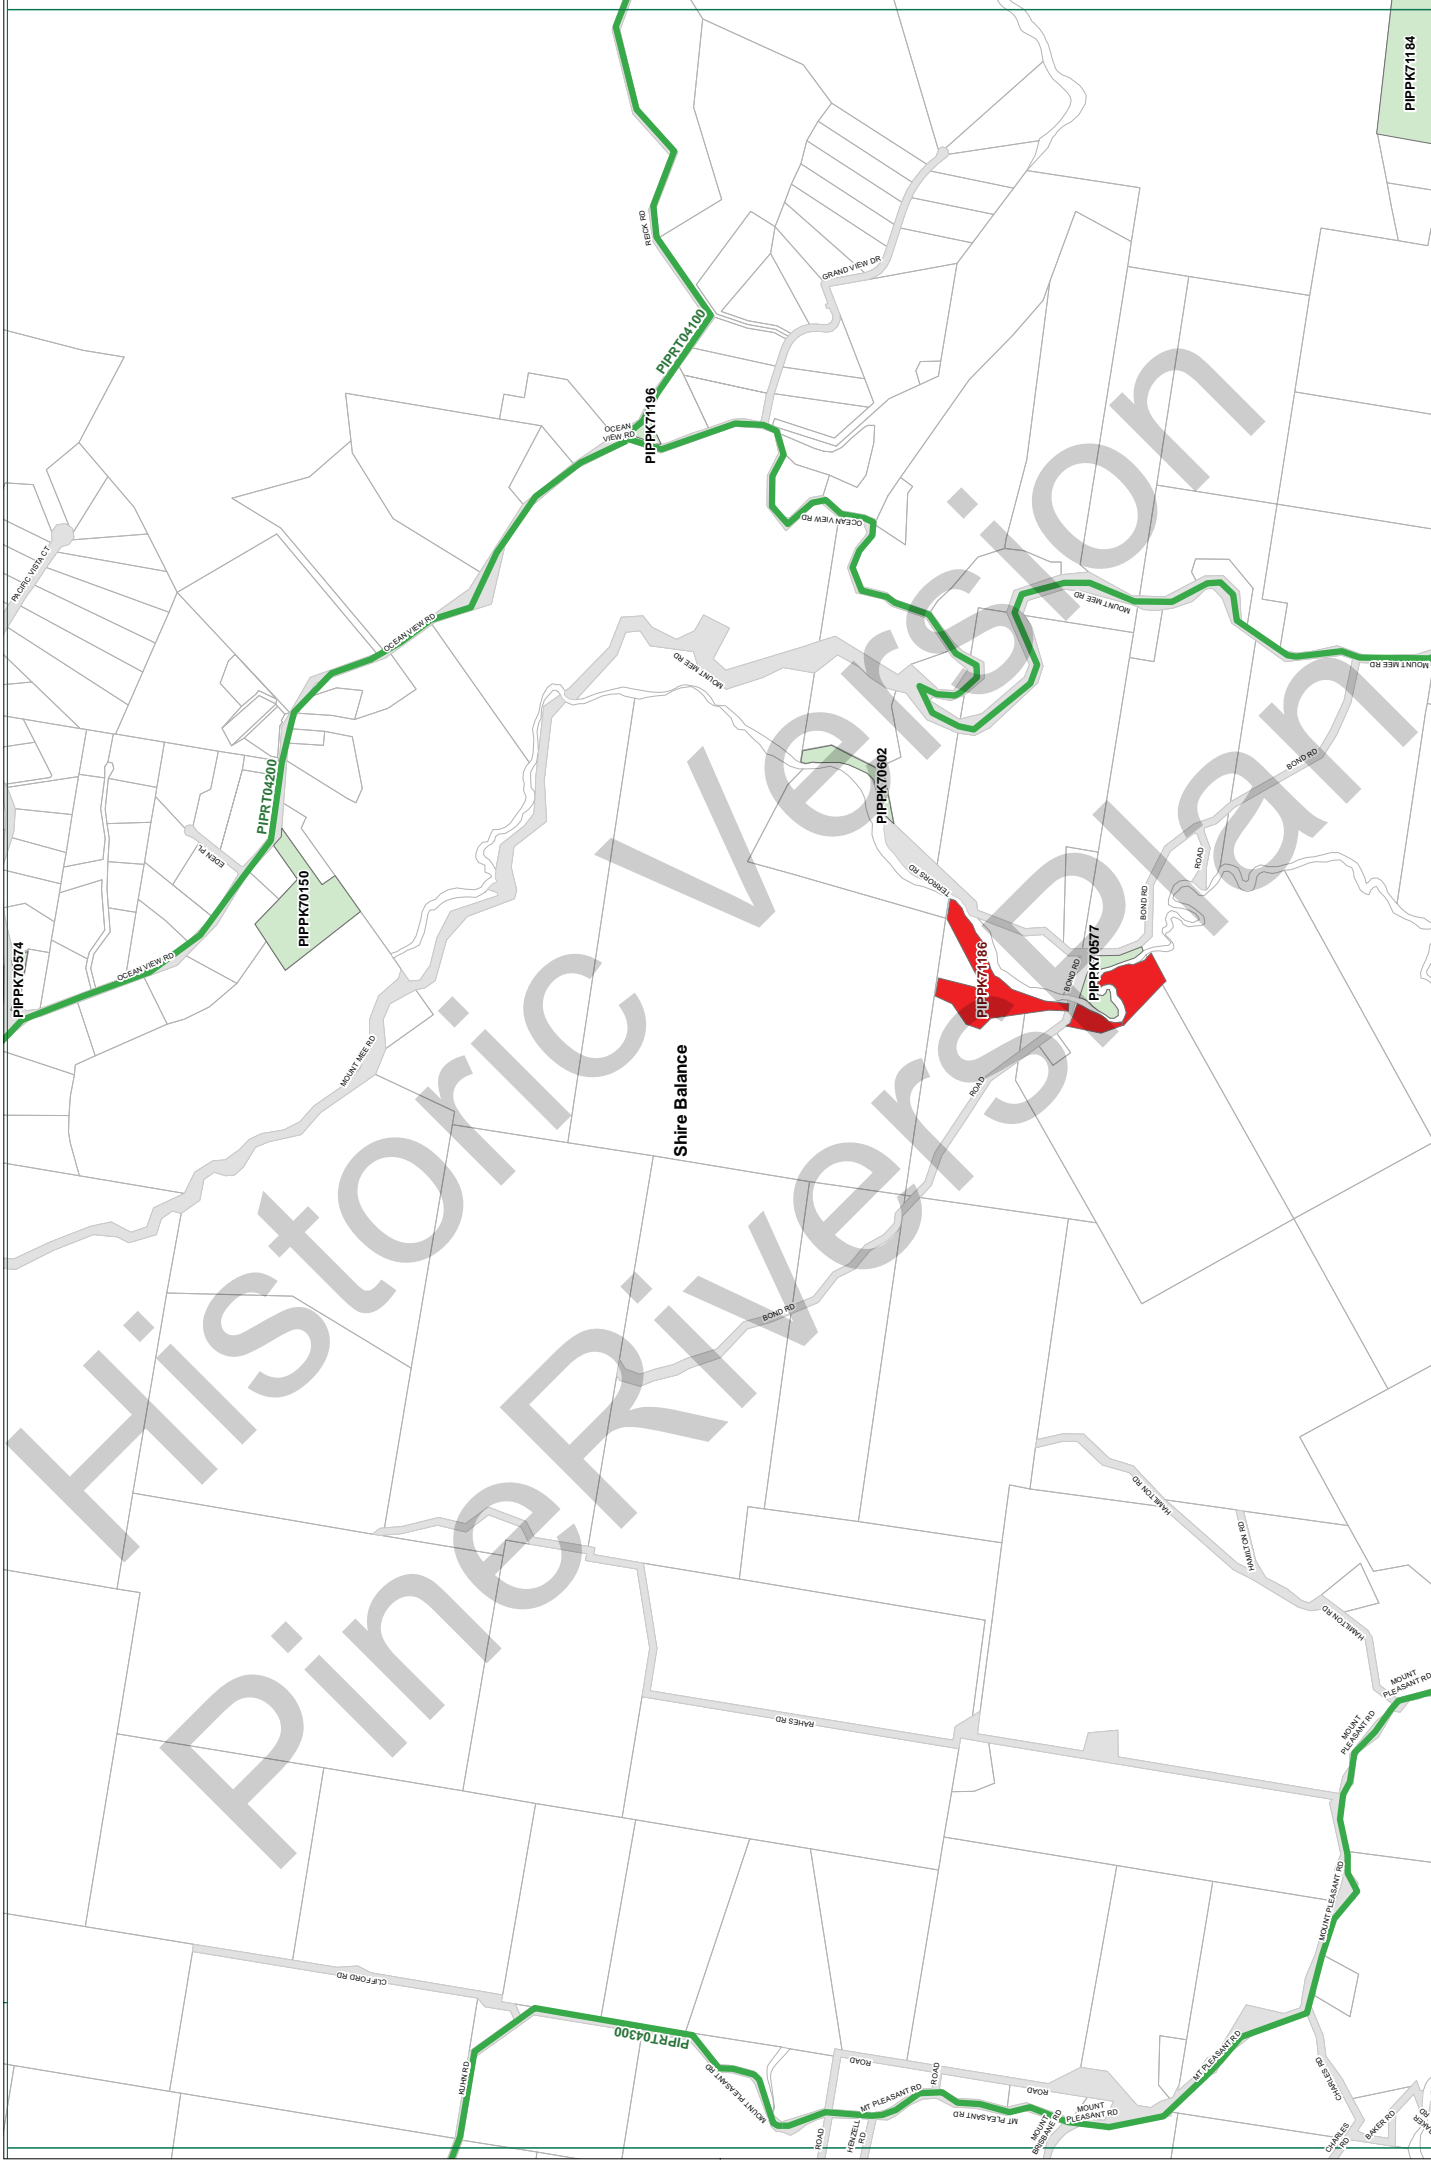 PIPPK71184
REICK RD
GRAND VIEW DR
PIPRT04100
PIPPK71196
OCEAN
VIEW RD
OCEAN VIEW RD
PACIFIC VISTA CT
OCEAN VIEW RD
MOUNT MEE RD
MOUNT MEE RD
MOUNT MEE RD
BOND RD
PIPRT04200
EDEN PL
PIPPK70150
PIPPK70574
OCEAN VIEW RD
MOUNT MEE RD
PIPPK70602
TERRORS RD
ROAD
BOND RD
PIPPK71186
BOND RD
PIPPK70577
ROAD
Shire Balance
BOND RD
Historic Version
PineRiversPlan
HAMILTON RD
HAMILTON RD
HAMILTON RD
MOUNT
PLEASANT RD
MOUNT
PLEASANT RD
RAHES RD
MOUNT PLEASANT RD
CLIFFORD RD
PIPRT04300
KUHN RD
MOUNT PLEASANT RD
ROAD
ROAD
MT PLEASANT RD
ROAD
MT PLEASANT RD
ROAD
HENZELL
RD
MOUNT
BRISBANE RD
MOUNT
PLEASANT RD
MT PLEASANT RD
CHARLES RD
CHARLES
RD
BAKER RD
BAKER
RD